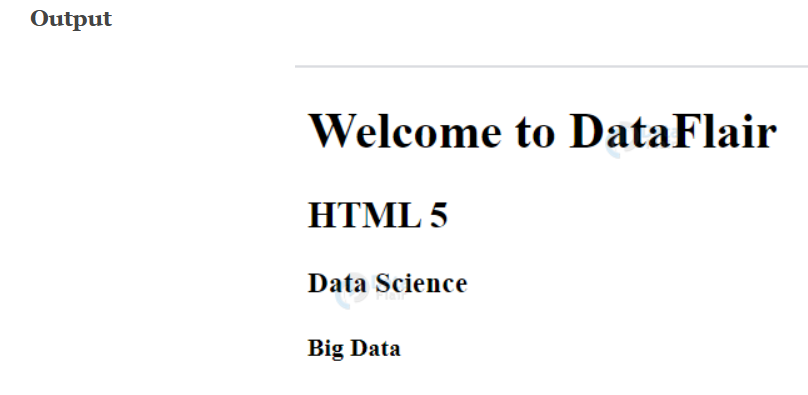 Output
Welcome to DataFlair
HTML 5
Data Science
Big Data